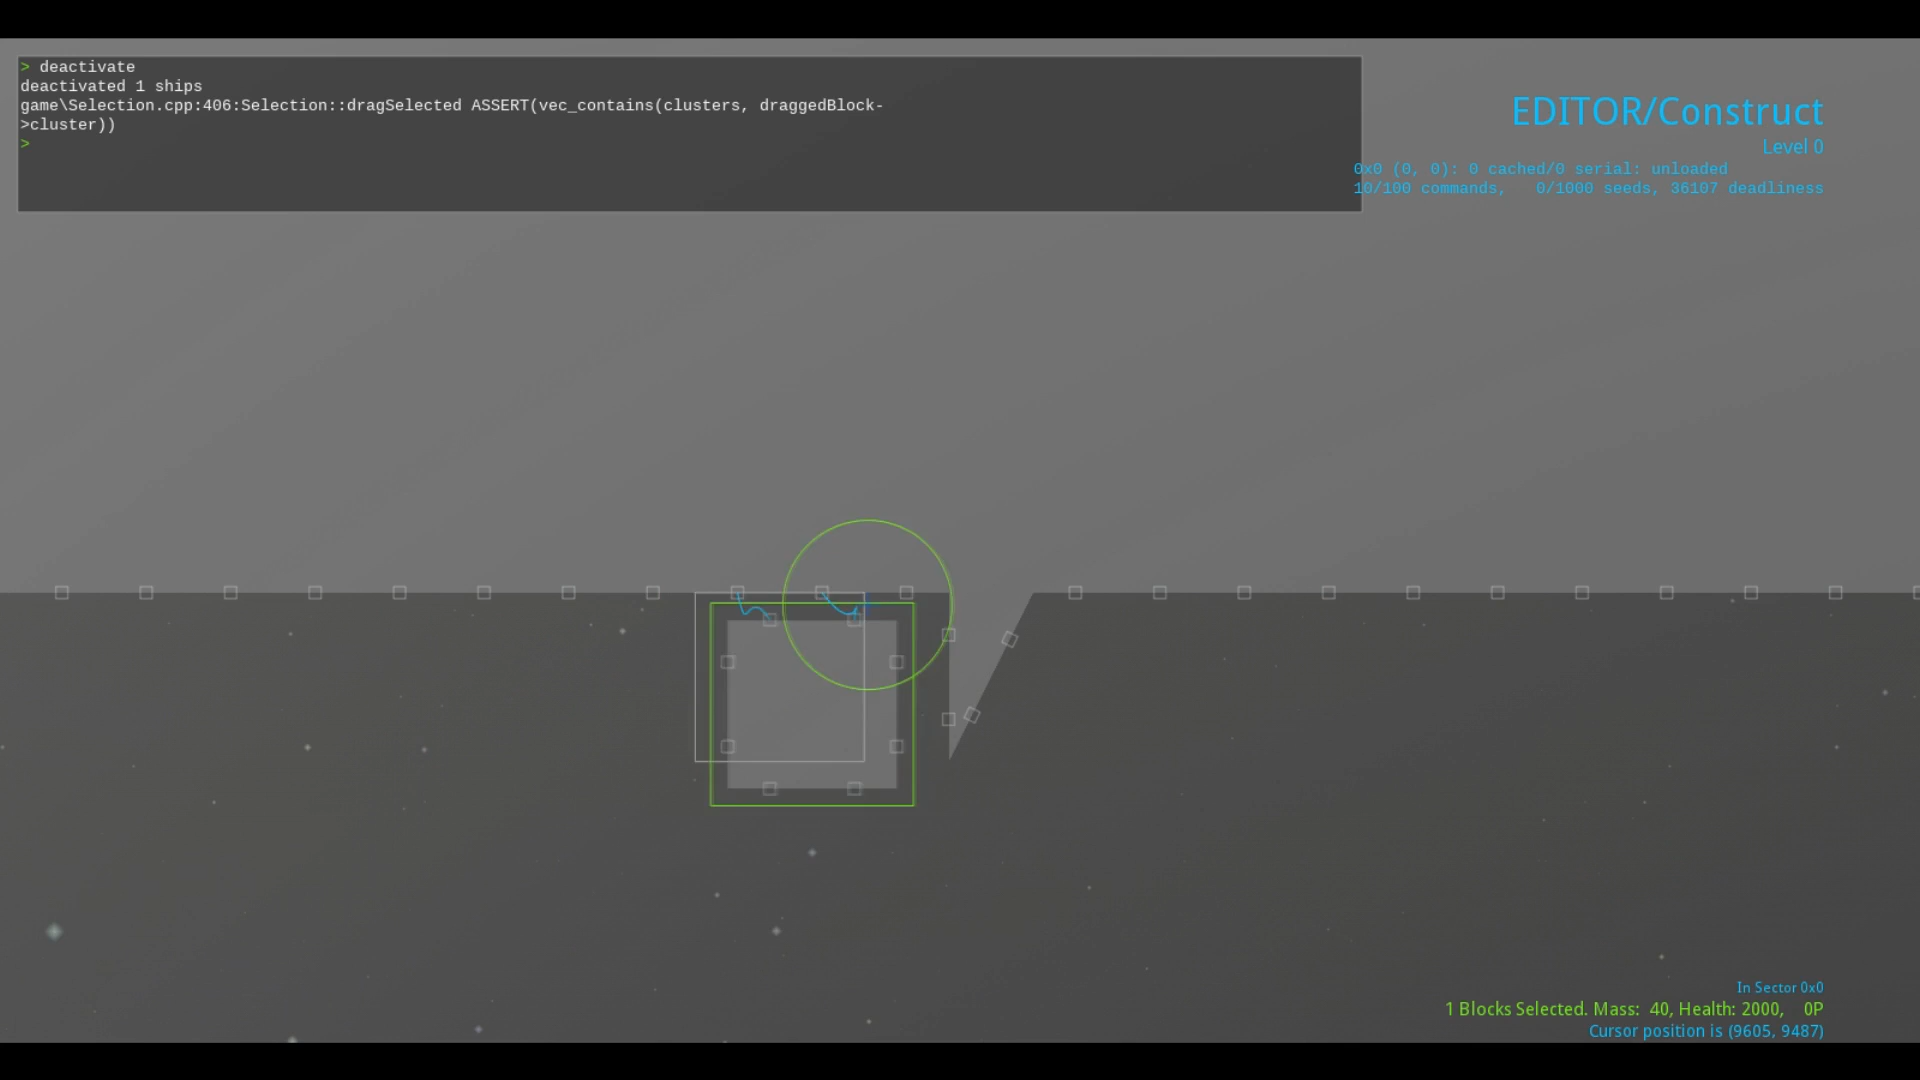 > deactivate
deactivated 1 ships
game\Selection.cpp:406:Selection::dragSelected ASSERT(vec_contains(clusters, draggedBlock-
>cluster))
>
EDITOR/Construct
Level 0
0x0 (0, 0): 0 cached/0 serial: unloaded
10/100 commands,   0/1000 seeds, 36107 deadliness
In Sector 0x0
1 Blocks Selected. Mass:  40, Health: 2000,    0P
Cursor position is (9605, 9487)